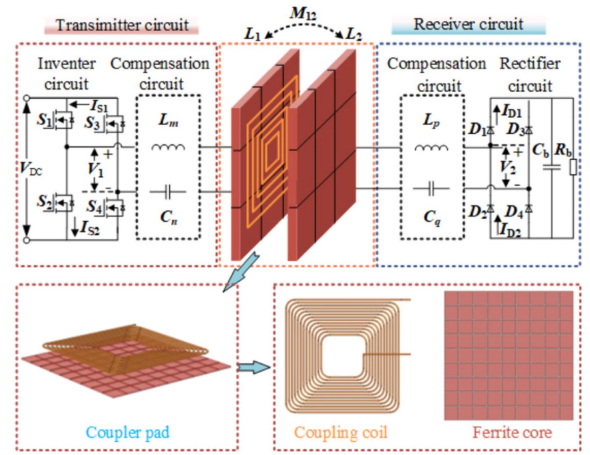 Transimitter circuit
M12
Receiver circuit
L1
L2
Inventer
circuit
Compensation
circuit
Compensation
circuit
Rectifier
circuit
IS1
S1
S3
Lm
Lp
ID1
D1
D3
VDC
+
V1
-
+
V2
-
Cb
Rb
S2
S4
IS2
Cn
Cq
D2
D4
ID2
Coupler pad
Coupling coil
Ferrite core